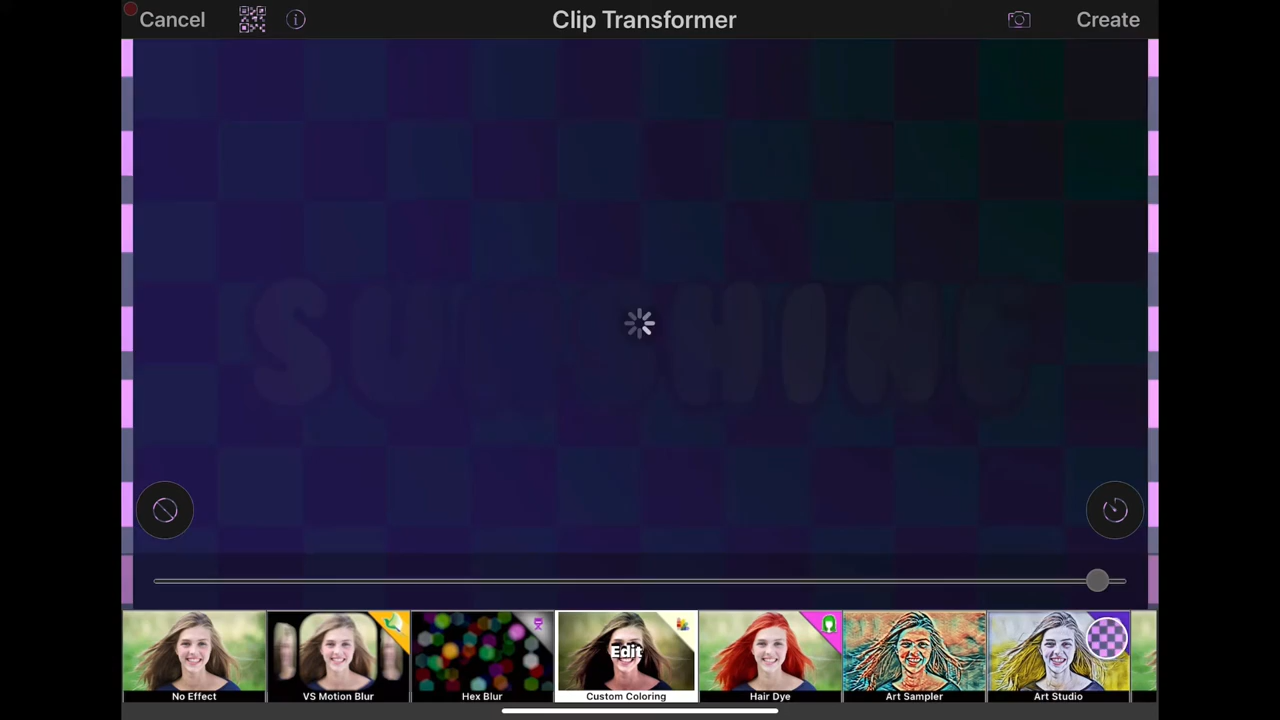 Cancel
Clip Transformer
Create
SUNSHINE
Edit
No Effect
VS Motion Blur
Hex Blur
Custom Coloring
Hair Dye
Art Sampler
Art Studio